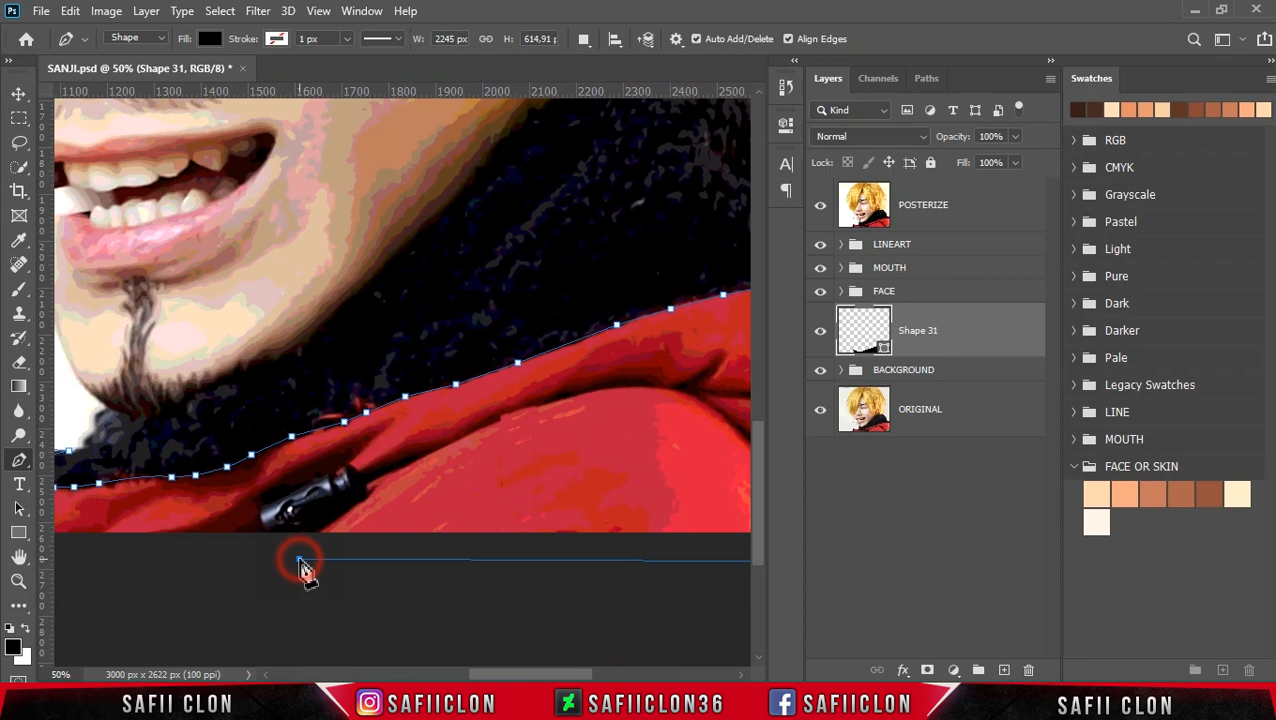 Ps File Edit Image Layer Type Select Filter 3D View Window Help
Shape Fill: Stroke: 1 px W: 2245 px H: 614,91 p Auto Add/Delete Align Edges
SANJI.psd @ 50% (Shape 31, RGB/8) *
1100 1200 1300 1400 1500 1600 1700 1800 1900 2000 2100 2200 2300 2400 2500
Layers Channels Paths
Kind
Normal Opacity: 100%
Lock: Fill: 100%
POSTERIZE
LINEART
MOUTH
FACE
Shape 31
BACKGROUND
ORIGINAL
Swatches
RGB
CMYK
Grayscale
Pastel
Light
Pure
Dark
Darker
Pale
Legacy Swatches
LINE
MOUTH
FACE OR SKIN
50% 3000 px x 2622 px (100 ppi)
SAFII CLON SAFIICLON SAFIICLON36 SAFIICLON SAFII CLON